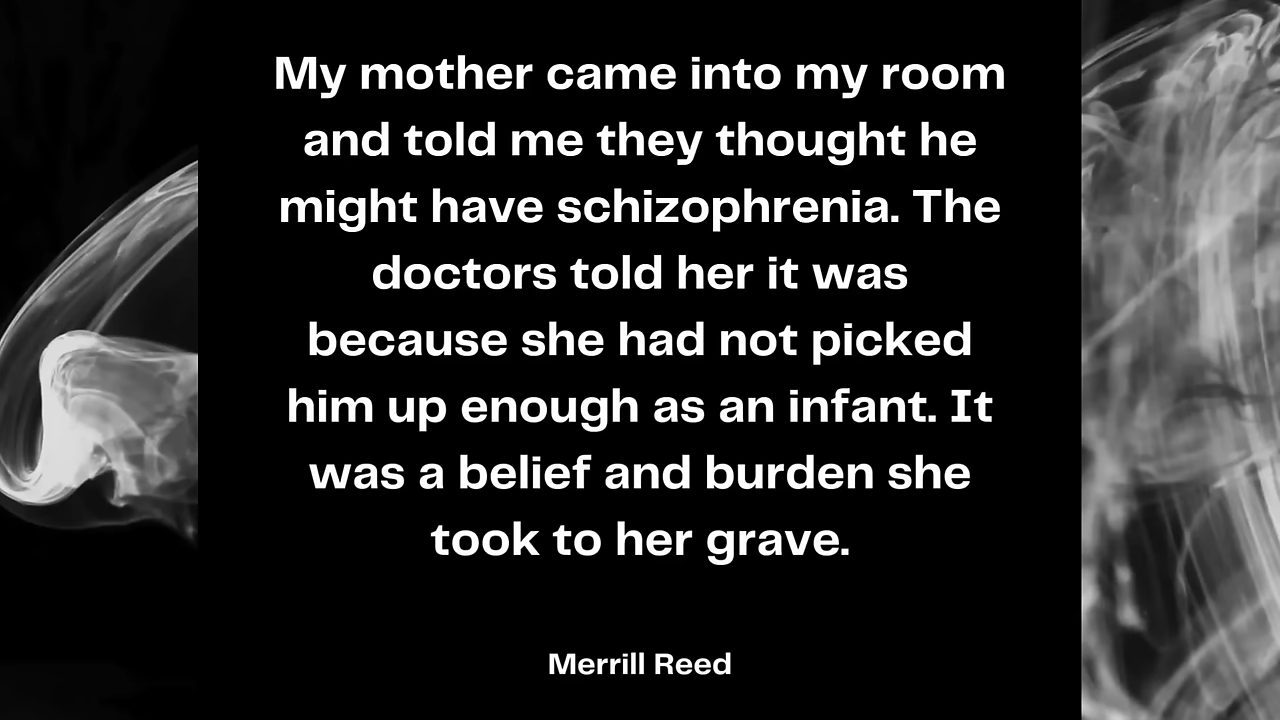 My mother came into my room
and told me they thought he
might have schizophrenia. The
doctors told her it was
because she had not picked
him up enough as an infant. It
was a belief and burden she
took to her grave.
Merrill Reed